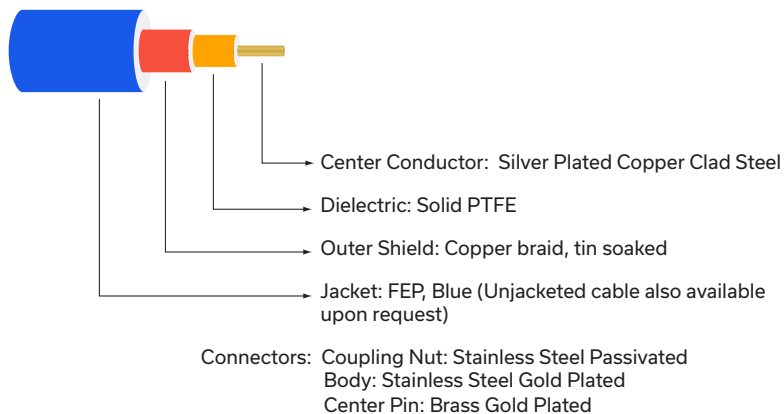 Center Conductor: Silver Plated Copper Clad Steel
Dielectric: Solid PTFE
Outer Shield: Copper braid, tin soaked
Jacket: FEP, Blue (Unjacketed cable also available
upon request)
Connectors: Coupling Nut: Stainless Steel Passivated
Body: Stainless Steel Gold Plated
Center Pin: Brass Gold Plated